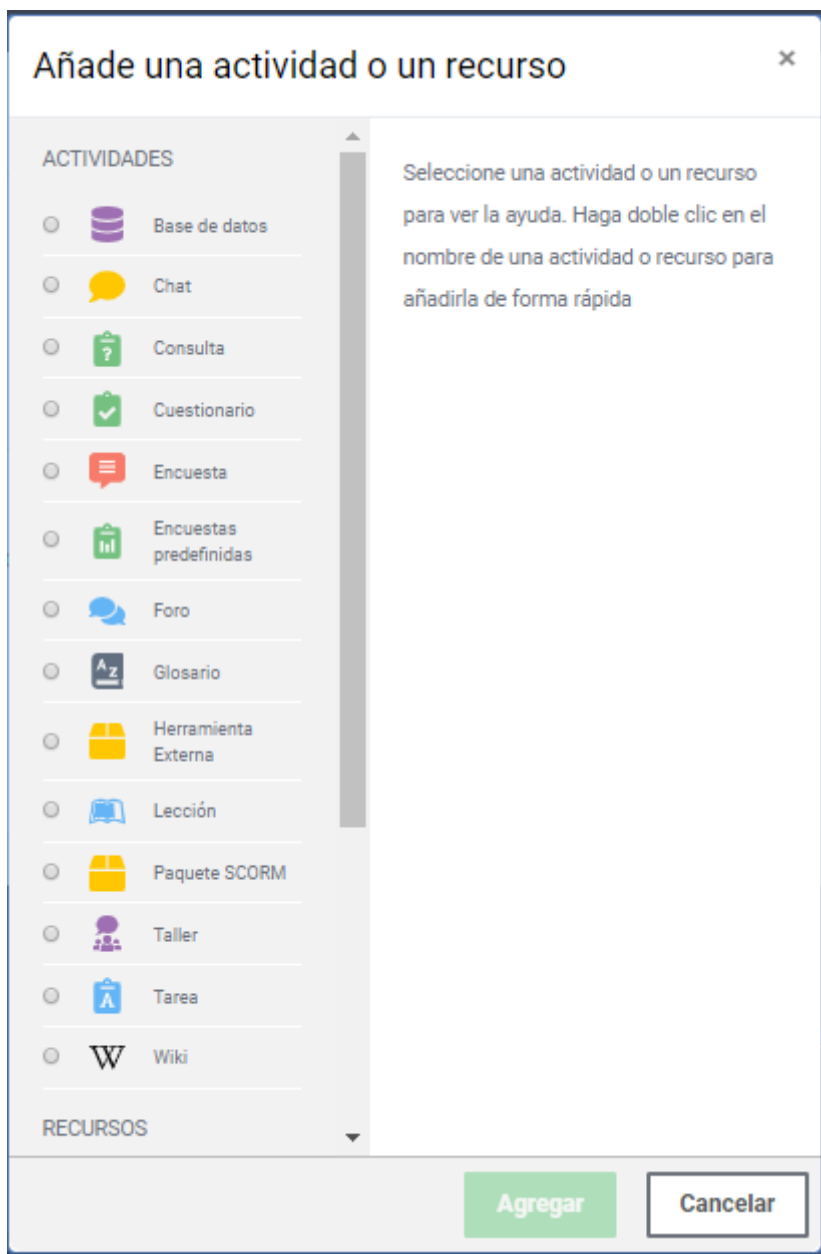 Añade una actividad o un recurso
×
ACTIVIDADES
Base de datos
Chat
?
Consulta
Cuestionario
Encuesta
Encuestas
predefinidas
Foro
AZ
Glosario
Herramienta
Externa
Lección
Paquete SCORM
Taller
A
Tarea
W
Wiki
RECURSOS
Seleccione una actividad o un recurso
para ver la ayuda. Haga doble clic en el
nombre de una actividad o recurso para
añadirla de forma rápida
Agregar
Cancelar